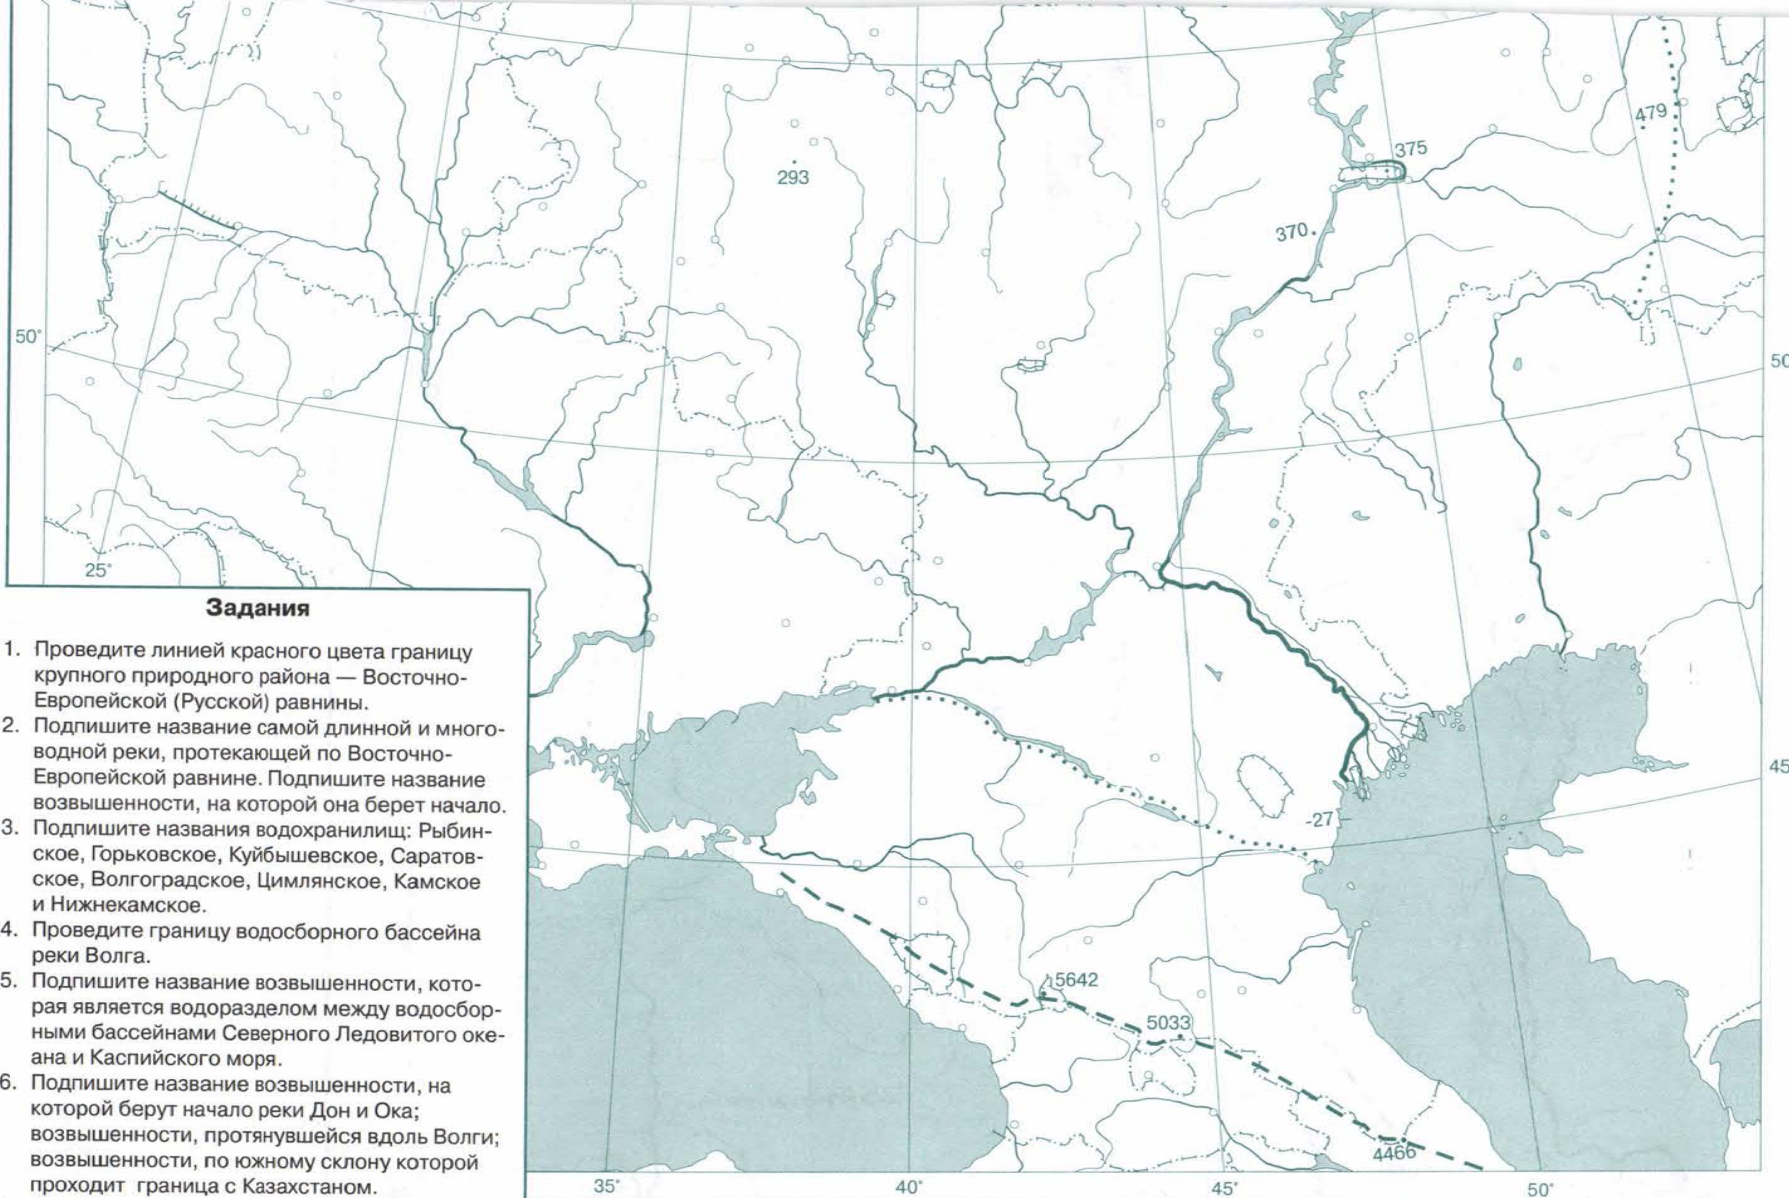 479
375
293
370
50°
50
25°
Задания
1. Проведите линией красного цвета границу
крупного природного района — Восточно-
Европейской (Русской) равнины.
2. Подпишите название самой длинной и много-
водной реки, протекающей по Восточно-
Европейской равнине. Подпишите название
возвышенности, на которой она берет начало.
3. Подпишите названия водохранилищ: Рыбин-
ское, Горьковское, Куйбышевское, Саратов-
ское, Волгоградское, Цимлянское, Камское
и Нижнекамское.
4. Проведите границу водосборного бассейна
реки Волга.
5. Подпишите название возвышенности, кото-
рая является водоразделом между водосбор-
ными бассейнами Северного Ледовитого оке-
ана и Каспийского моря.
6. Подпишите название возвышенности, на
которой берут начало реки Дон и Ока;
возвышенности, протянувшейся вдоль Волги;
возвышенности, по южному склону которой
проходит граница с Казахстаном.
45
-27
5642
5033
4466
35°
40°
45°
50°